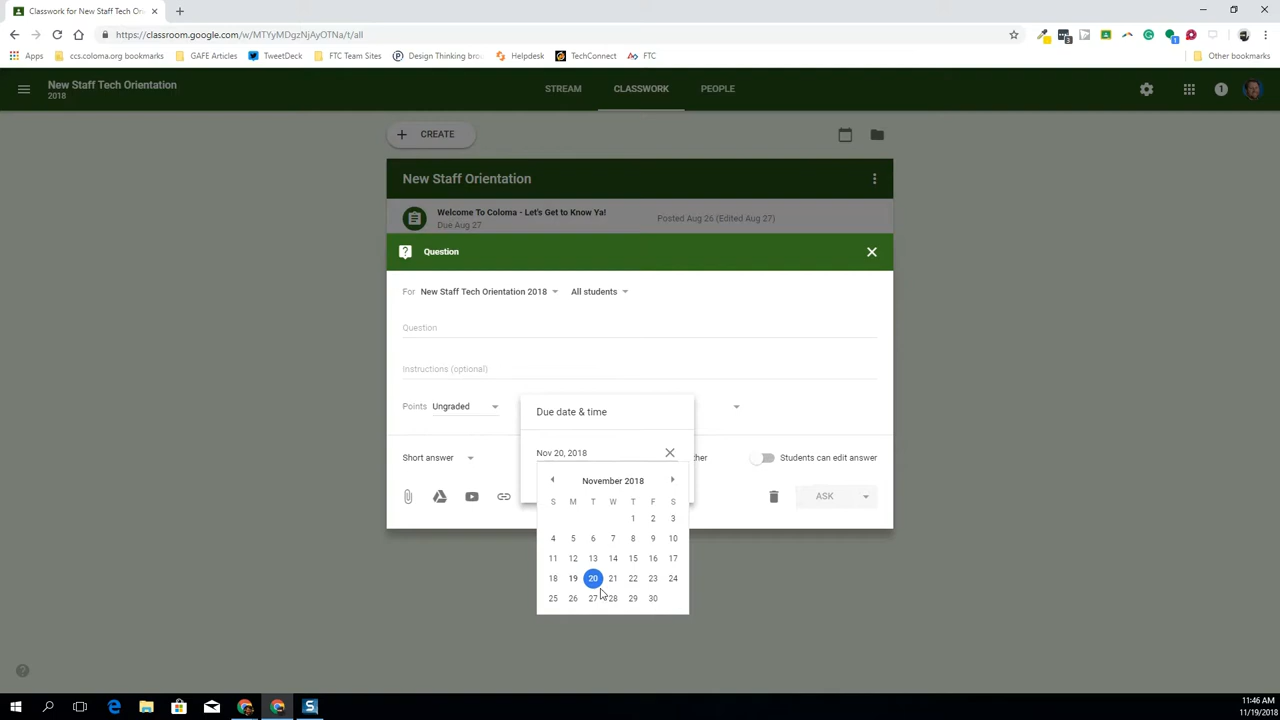 Classwork for New Staff Tech Ori
https://classroom.google.com/w/MTYyMDgzNjAyOTNa/t/all
Apps
ccs.coloma.org bookmarks
GAFE Articles
TweetDeck
FTC Team Sites
Design Thinking bro
Helpdesk
TechConnect
FTC
Other bookmarks
New Staff Tech Orientation
2018
STREAM
CLASSWORK
PEOPLE
1
CREATE
New Staff Orientation
Welcome To Coloma - Let's Get to Know Ya!
Due Aug 27
Posted Aug 26 (Edited Aug 27)
Question
For New Staff Tech Orientation 2018 All students
Question
Instructions (optional)
Points Ungraded
Due date & time
Nov 20, 2018
Short answer
her
Students can edit answer
ASK
November 2018
S M T W T F S
1 2 3
4 5 6 7 8 9 10
11 12 13 14 15 16 17
18 19 20 21 22 23 24
25 26 27 28 29 30
11:46 AM
11/19/2018